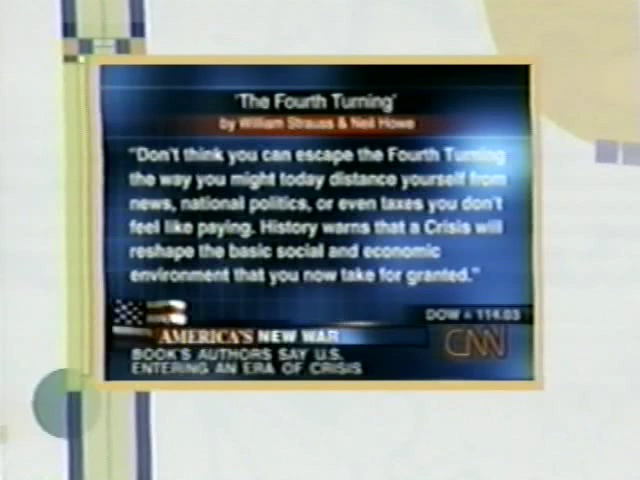 'The Fourth Turning'
by William Strauss & Neil Howe
"Don't think you can escape the Fourth Turning
the way you might today distance yourself from
news, national politics, or even taxes you don't
feel like paying. History warns that a Crisis will
reshape the basic social and economic
environment that you now take for granted."
DOW 114.03
AMERICA'S NEW WAR
CNN
BOOK'S AUTHORS SAY U.S.
ENTERING AN ERA OF CRISIS